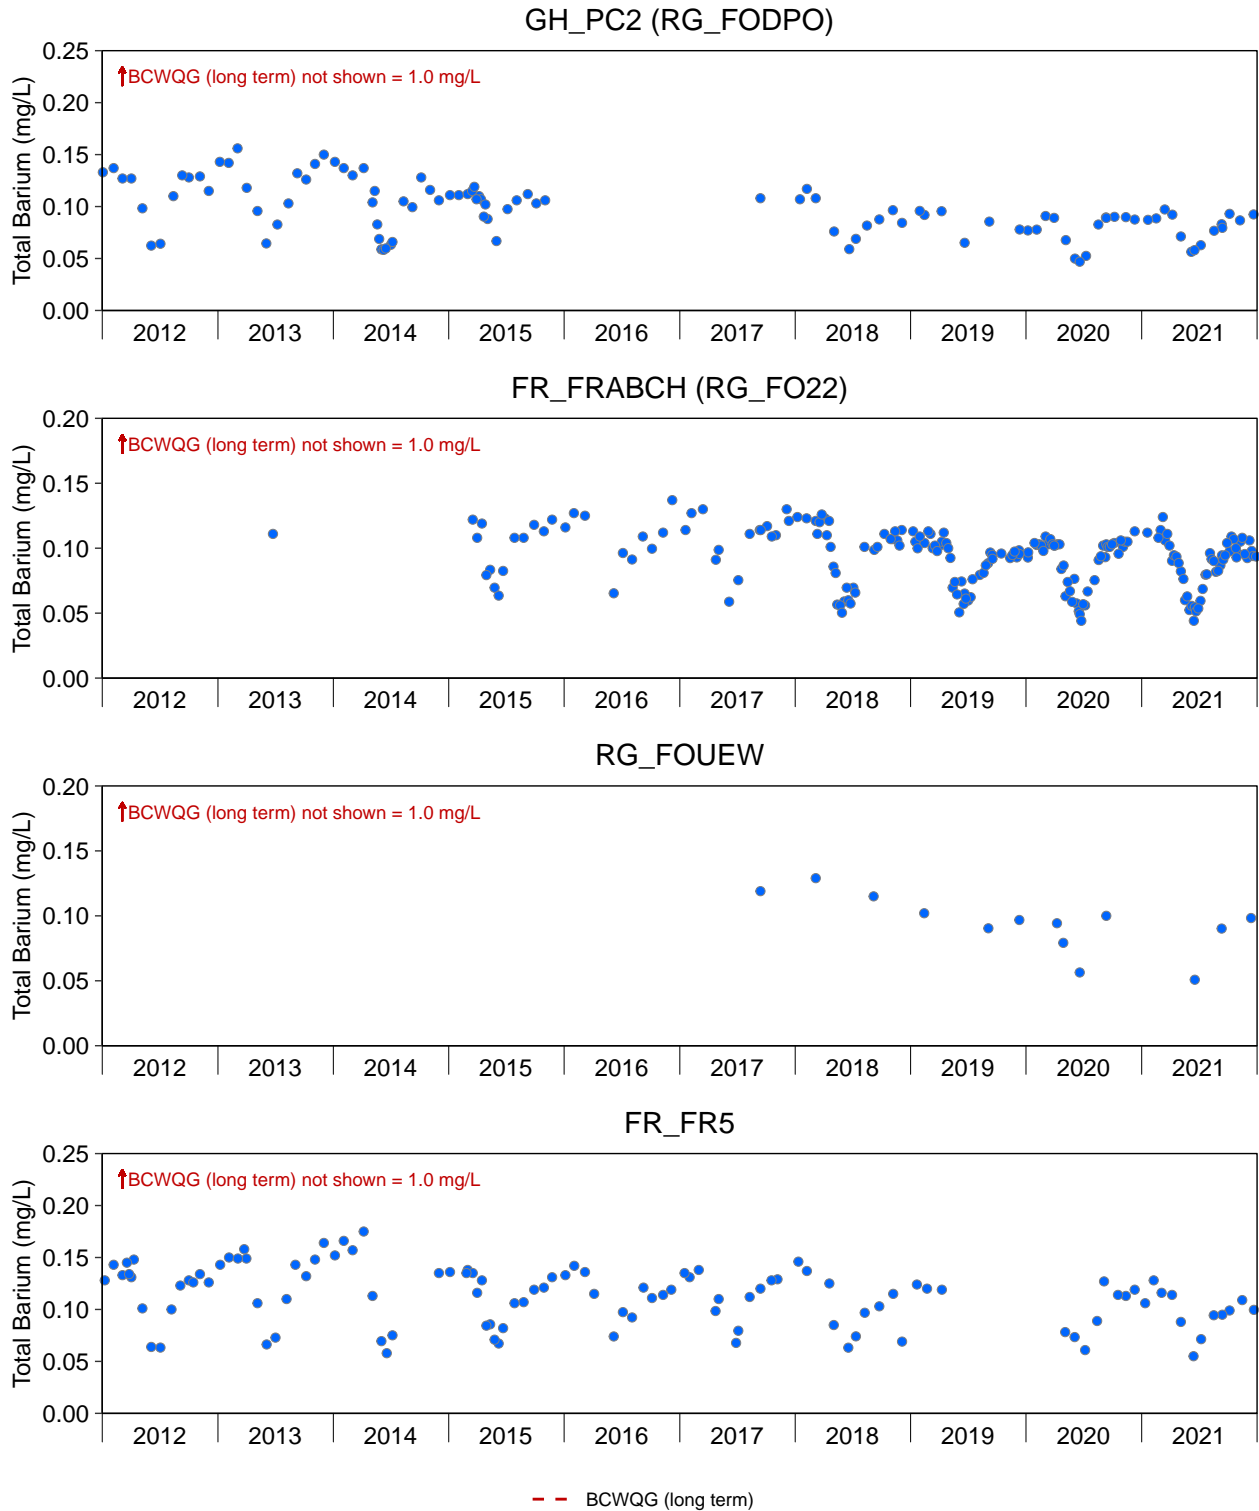 GH_PC2 (RG_FODPO)
Total Barium (mg/L)
0.25
0.20
0.15
0.10
0.05
0.00
↑BCWQG (long term) not shown = 1.0 mg/L
2012 2013 2014 2015 2016 2017 2018 2019 2020 2021
FR_FRABCH (RG_FO22)
Total Barium (mg/L)
0.20
0.15
0.10
0.05
0.00
↑BCWQG (long term) not shown = 1.0 mg/L
2012 2013 2014 2015 2016 2017 2018 2019 2020 2021
RG_FOUEW
Total Barium (mg/L)
0.20
0.15
0.10
0.05
0.00
↑BCWQG (long term) not shown = 1.0 mg/L
2012 2013 2014 2015 2016 2017 2018 2019 2020 2021
FR_FR5
Total Barium (mg/L)
0.25
0.20
0.15
0.10
0.05
0.00
↑BCWQG (long term) not shown = 1.0 mg/L
2012 2013 2014 2015 2016 2017 2018 2019 2020 2021
BCWQG (long term)